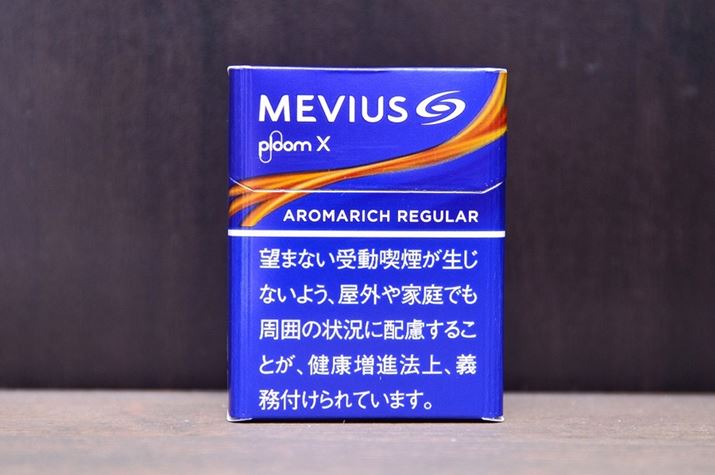 MEVIUS
ploom X
AROMARICH REGULAR
望まない受動喫煙が生じ
ないよう、屋外や家庭でも
周囲の状況に配慮するこ
とが、健康増進法上、義
務付けられています。